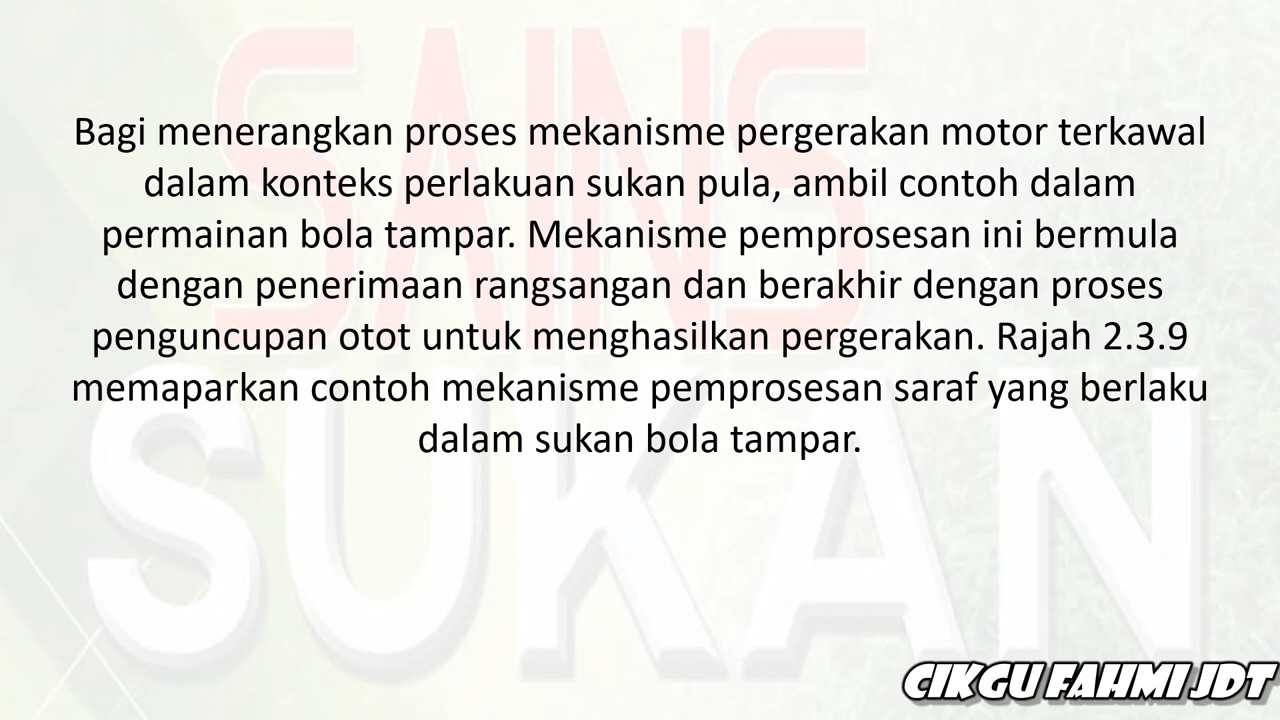 SAINS
SUKAN
Bagi menerangkan proses mekanisme pergerakan motor terkawal
dalam konteks perlakuan sukan pula, ambil contoh dalam
permainan bola tampar. Mekanisme pemprosesan ini bermula
dengan penerimaan rangsangan dan berakhir dengan proses
penguncupan otot untuk menghasilkan pergerakan. Rajah 2.3.9
memaparkan contoh mekanisme pemprosesan saraf yang berlaku
dalam sukan bola tampar.
CIKGU FAHMI JDT